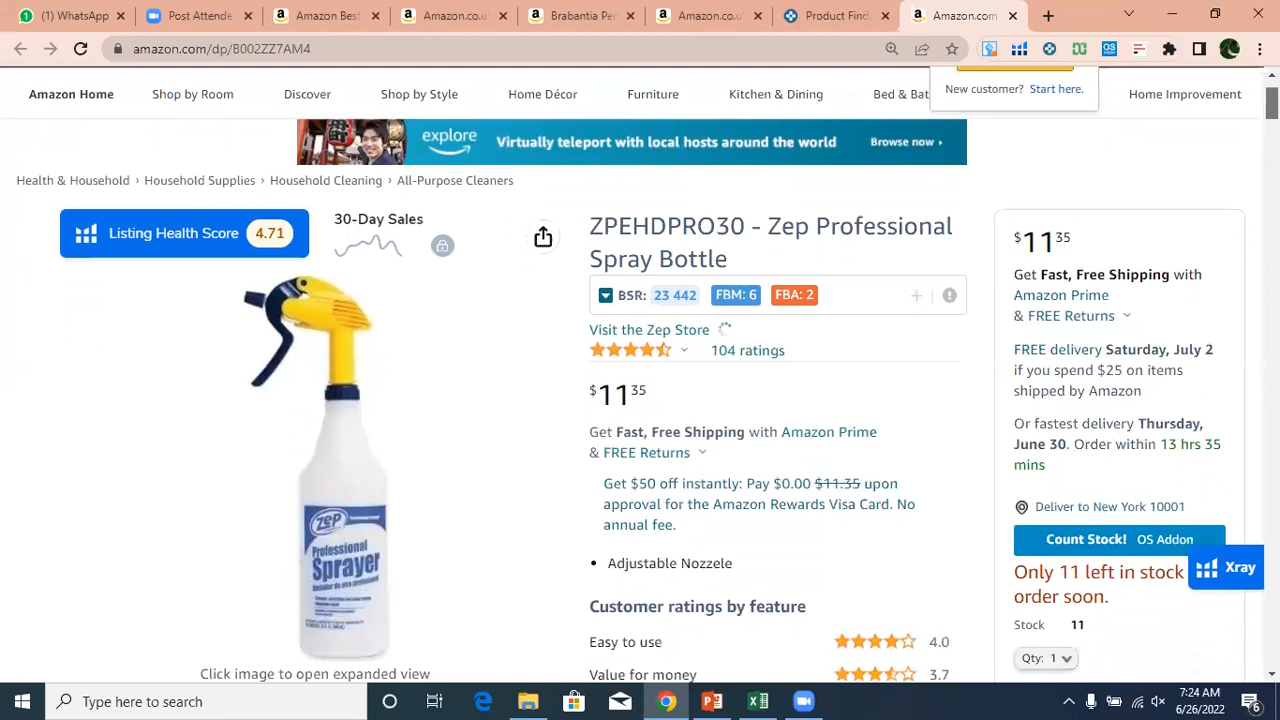 (1) WhatsApp
Post Attende
Amazon Best
Amazon.co.u
Brabantia Pe
Amazon.co.u
Product Find
Amazon.com
amazon.com/dp/B002ZZ7AM4
New customer? Start here.
Amazon Home
Shop by Room
Discover
Shop by Style
Home Décor
Furniture
Kitchen & Dining
Bed & Bat
Home Improvement
explore
Virtually teleport with local hosts around the world
Browse now ›
Health & Household › Household Supplies › Household Cleaning › All-Purpose Cleaners
Listing Health Score 4.71
30-Day Sales
ZPEHDPRO30 - Zep Professional
Spray Bottle
BSR: 23 442 FBM: 6 FBA: 2
Visit the Zep Store
104 ratings
$11 35
Get Fast, Free Shipping with Amazon Prime
& FREE Returns
Get $50 off instantly: Pay $0.00 $11.35 upon
approval for the Amazon Rewards Visa Card. No
annual fee.
• Adjustable Nozzele
Customer ratings by feature
Easy to use 4.0
Value for money 3.7
Zep
Professional
Sprayer
Click image to open expanded view
$11 35
Get Fast, Free Shipping with
Amazon Prime
& FREE Returns
FREE delivery Saturday, July 2
if you spend $25 on items
shipped by Amazon
Or fastest delivery Thursday,
June 30. Order within 13 hrs 35
mins
Deliver to New York 10001
Count Stock! OS Addon
Xray
Only 11 left in stock
order soon.
Stock 11
Qty: 1
Type here to search
7:24 AM
6/26/2022
6